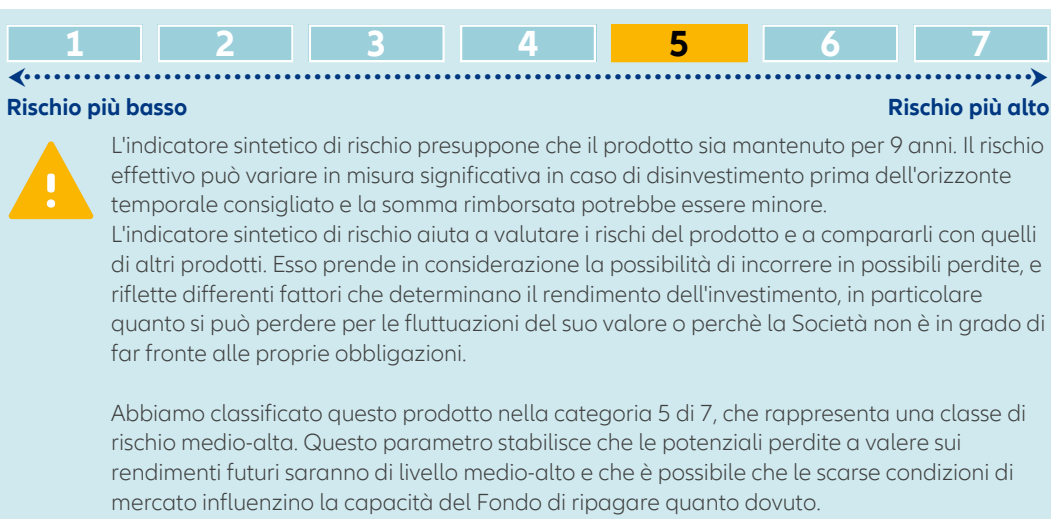 1 2 3 4 5 6 7
Rischio più basso Rischio più alto
L'indicatore sintetico di rischio presuppone che il prodotto sia mantenuto per 9 anni. Il rischio
effettivo può variare in misura significativa in caso di disinvestimento prima dell'orizzonte
temporale consigliato e la somma rimborsata potrebbe essere minore.
L'indicatore sintetico di rischio aiuta a valutare i rischi del prodotto e a compararli con quelli
di altri prodotti. Esso prende in considerazione la possibilità di incorrere in possibili perdite, e
riflette differenti fattori che determinano il rendimento dell'investimento, in particolare
quanto si può perdere per le fluttuazioni del suo valore o perchè la Società non è in grado di
far fronte alle proprie obbligazioni.
Abbiamo classificato questo prodotto nella categoria 5 di 7, che rappresenta una classe di
rischio medio-alta. Questo parametro stabilisce che le potenziali perdite a valere sui
rendimenti futuri saranno di livello medio-alto e che è possibile che le scarse condizioni di
mercato influenzino la capacità del Fondo di ripagare quanto dovuto.